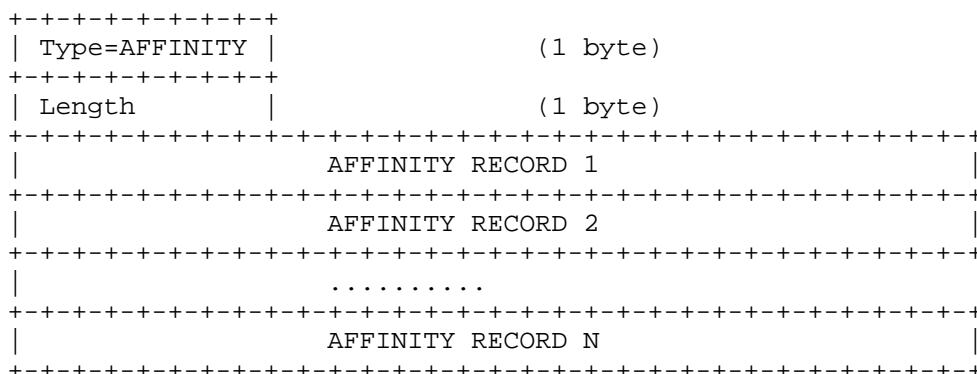 +-+-+-+-+-+-+-+-+
| Type=AFFINITY |                (1 byte)
+-+-+-+-+-+-+-+-+
| Length        |                (1 byte)
+-+-+-+-+-+-+-+-+-+-+-+-+-+-+-+-+-+-+-+-+-+-+-+-+-+-+-+-+-+-+-+
|                   AFFINITY RECORD 1                       |
+-+-+-+-+-+-+-+-+-+-+-+-+-+-+-+-+-+-+-+-+-+-+-+-+-+-+-+-+-+-+-+
|                   AFFINITY RECORD 2                       |
+-+-+-+-+-+-+-+-+-+-+-+-+-+-+-+-+-+-+-+-+-+-+-+-+-+-+-+-+-+-+-+
|                   ..........
+-+-+-+-+-+-+-+-+-+-+-+-+-+-+-+-+-+-+-+-+-+-+-+-+-+-+-+-+-+-+-+
|                   AFFINITY RECORD N                       |
+-+-+-+-+-+-+-+-+-+-+-+-+-+-+-+-+-+-+-+-+-+-+-+-+-+-+-+-+-+-+-+